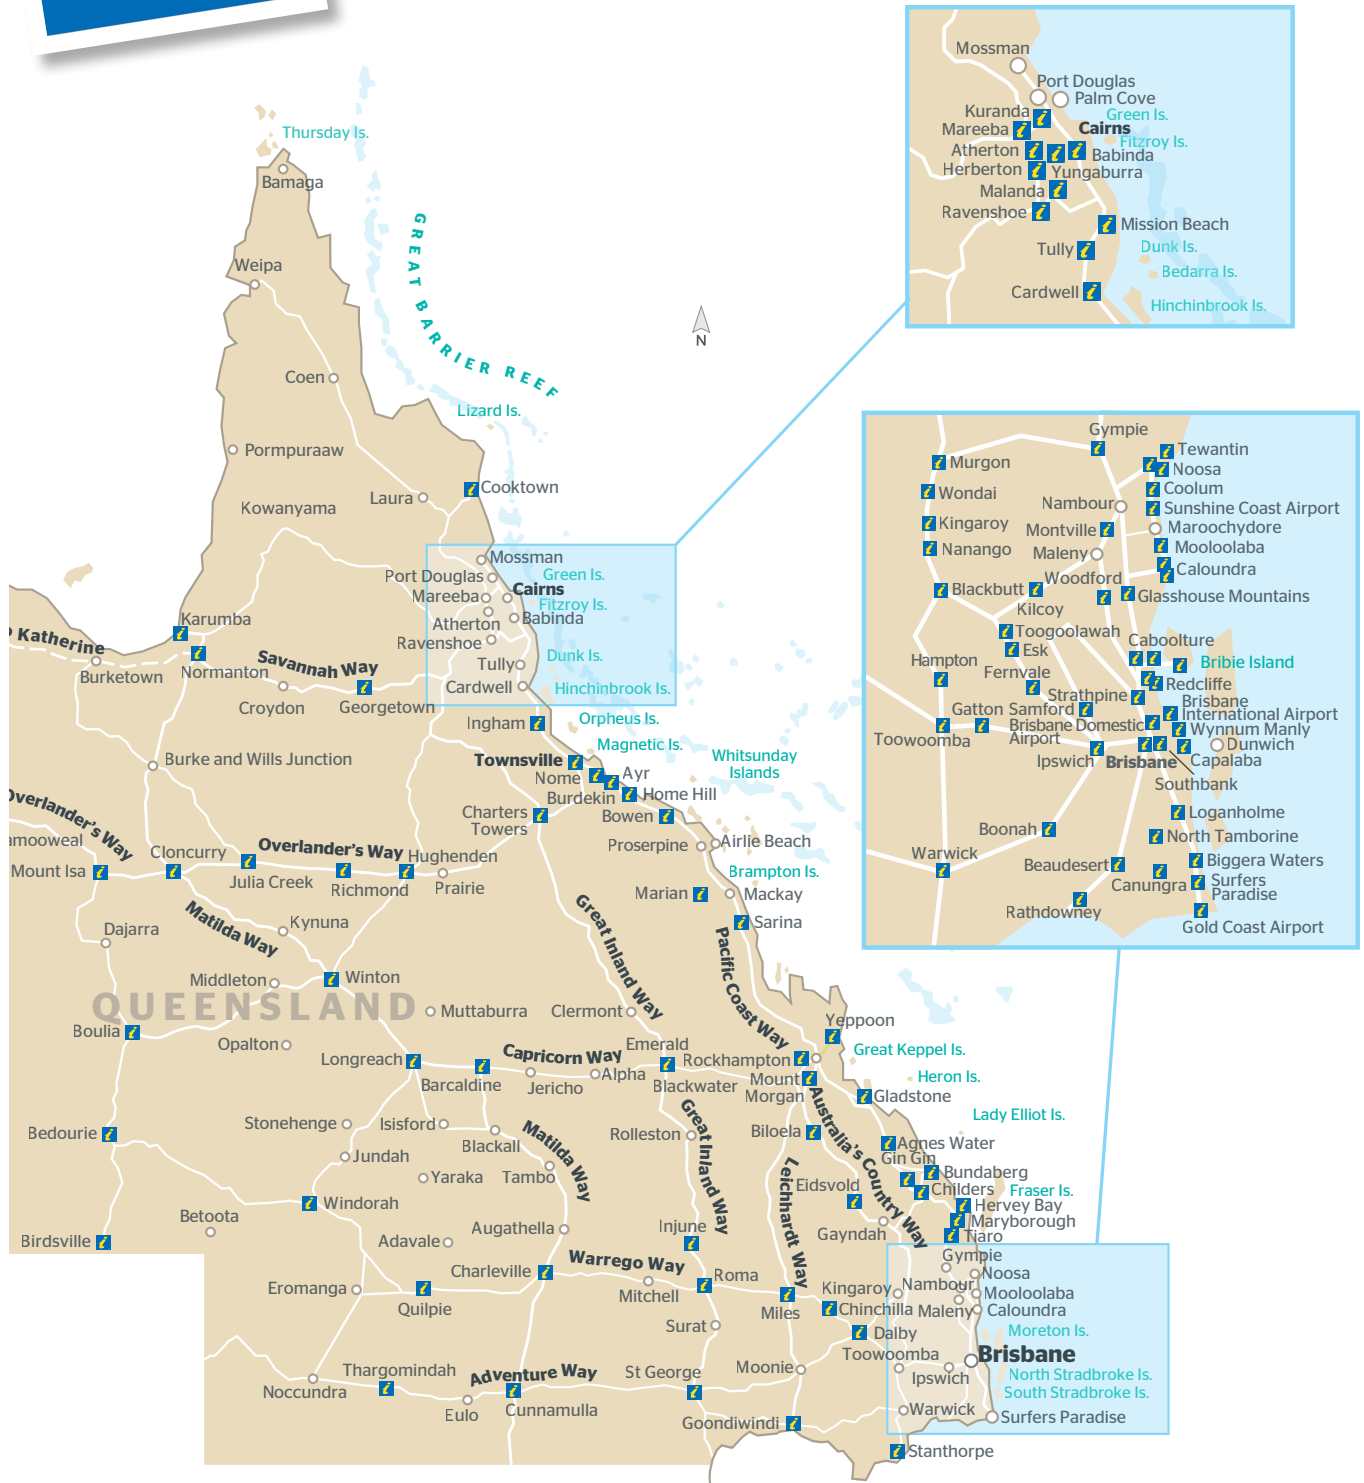 Mossman
Port Douglas
Palm Cove
Kuranda
Green Is.
Mareeba
Cairns
Fitzroy Is.
Atherton
Babinda
Herberton
Yungaburra
Malanda
Ravenshoe
Mission Beach
Tully
Dunk Is.
Bedarra Is.
Cardwell
Hinchinbrook Is.
Thursday Is.
Bamaga
GREAT BARRIER REEF
Weipa
N
Coen
Lizard Is.
Pormpuraaw
Cooktown
Laura
Kowanyama
Mossman
Port Douglas
Green Is.
Mareeba
Cairns
Fitzroy Is.
Atherton
Babinda
Ravenshoe
Tully
Dunk Is.
Cardwell
Hinchinbrook Is.
Karumba
Katherine
Burketown
Normanton
Savannah Way
Croydon
Georgetown
Ingham
Orpheus Is.
Magnetic Is.
Townsville
Whitsunday
Islands
Burke and Wills Junction
Nome
Ayr
Burdekin
Home Hill
Charters
Towers
Bowen
Overlander's Way
amooweal
Cloncurry
Overlander's Way
Hughenden
Proserpine
Airlie Beach
Mount Isa
Julia Creek
Richmond
Prairie
Brampton Is.
Marian
Mackay
Matilda Way
Kynuna
Great Inland Way
Sarina
Dajarra
Pacific Coast Way
Middleton
Winton
QUEENSLAND
Muttaburra
Clermont
Yeppoon
Boulia
Opalton
Longreach
Capricorn Way
Emerald
Rockhampton
Great Keppel Is.
Barcaldine
Jericho
Alpha
Blackwater
Mount
Morgan
Heron Is.
Gladstone
Lady Elliot Is.
Stonehenge
Isisford
Bedourie
Blackall
Matilda Way
Rolleston
Great Inland Way
Biloela
Australia's Country Way
Agnes Water
Gin Gin
Jundah
Yaraka
Tambo
Leichhardt Way
Bundaberg
Eidsvold
Childers
Fraser Is.
Windorah
Hervey Bay
Betoota
Augathella
Injune
Maryborough
Gayndah
Tiaro
Birdsville
Adavale
Charleville
Warrego Way
Roma
Gympie
Noosa
Eromanga
Quilpie
Mitchell
Miles
Kingaroy
Nambour
Mooloolaba
Chinchilla
Maleny
Caloundra
Surat
Dalby
Moreton Is.
Toowoomba
Brisbane
Thargomindah
Adventure Way
St George
Moonie
Ipswich
North Stradbroke Is.
Noccundra
South Stradbroke Is.
Eulo
Cunnamulla
Goondiwindi
Warwick
Surfers Paradise
Stanthorpe
Gympie
Tewantin
Murgon
Noosa
Wondai
Coolum
Nambour
Sunshine Coast Airport
Kingaroy
Montville
Maroochydore
Nanango
Maleny
Mooloolaba
Caloundra
Woodford
Blackbutt
Glasshouse Mountains
Kilcoy
Toogoolawah
Caboolture
Esk
Hampton
Bribie Island
Fernvale
Redcliffe
Strathpine
Brisbane
International Airport
Gatton
Samford
Brisbane Domestic
Airport
Wynnum Manly
Toowoomba
Dunwich
Ipswich
Brisbane
Capalaba
Southbank
Loganholme
Boonah
North Tamborine
Warwick
Beaudesert
Biggera Waters
Canungra
Surfers
Paradise
Rathdowney
Gold Coast Airport